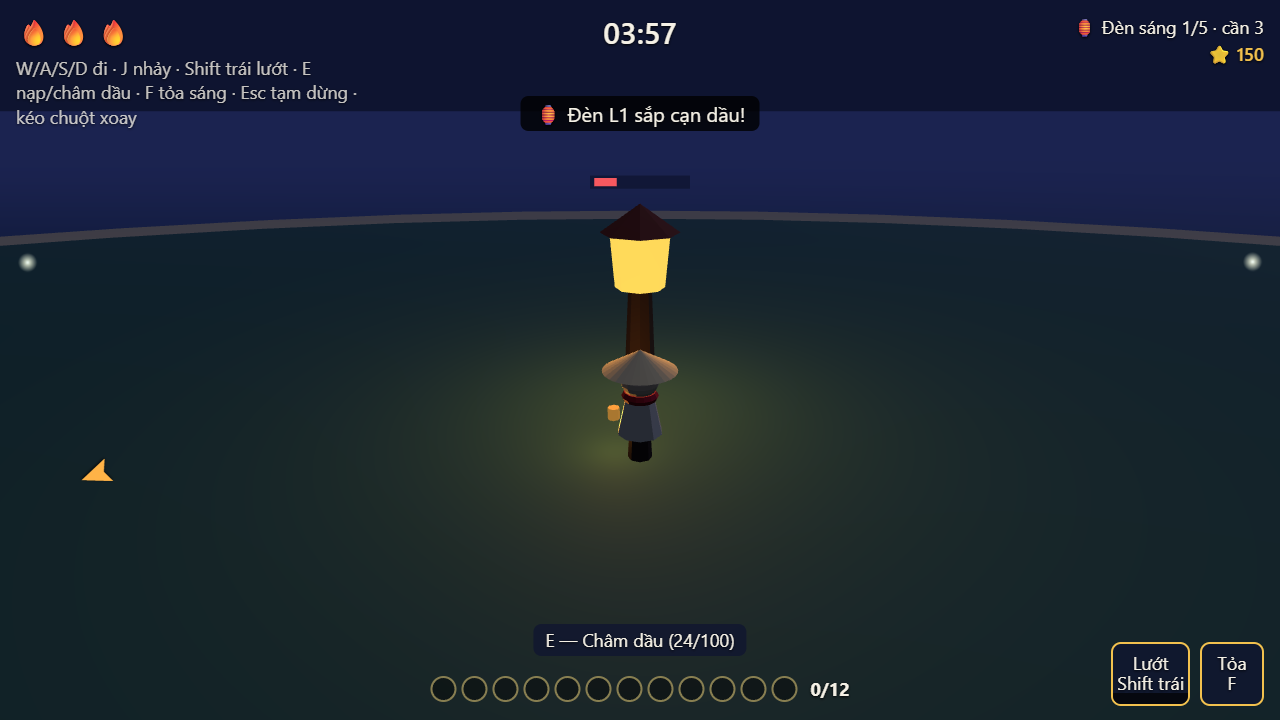 03:57
Đèn sáng 1/5 · cần 3
150
W/A/S/D đi · J nhảy · Shift trái lướt · E
nạp/châm dầu · F tỏa sáng · Esc tạm dừng ·
kéo chuột xoay
Đèn L1 sắp cạn dầu!
E — Châm dầu (24/100)
0/12
Lướt
Shift trái
Tỏa
F